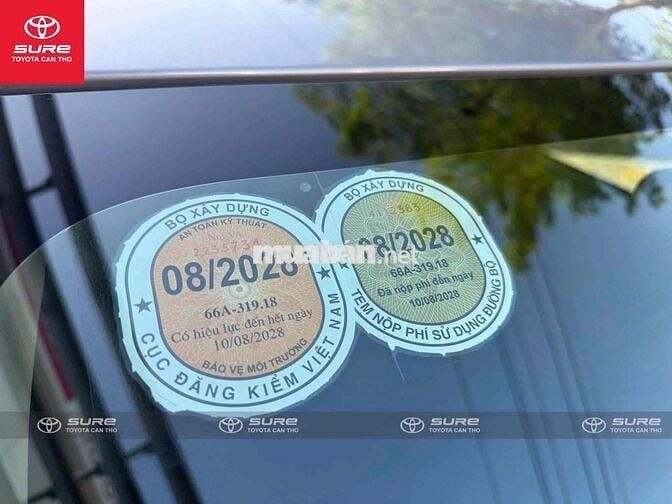 TOYOTA
SURE
TOYOTA CAN THO
BỘ XÂY DỰNG
AN TOÀN KỸ THUẬT
08/2028
66A-319.18
Có hiệu lực đến hết ngày
10/08/2028
BẢO VỆ MÔI TRƯỜNG
CỤC ĐĂNG KIỂM VIỆT NAM
BỘ XÂY DỰNG
08/2028
66A-319.18
Đã nộp phí đến ngày
10/08/2028
TEM NỘP PHÍ SỬ DỤNG ĐƯỜNG BỘ
muaban.net
SURE
TOYOTA CAN THO
SURE
TOYOTA CAN THO
SURE
TOYOTA CAN THO